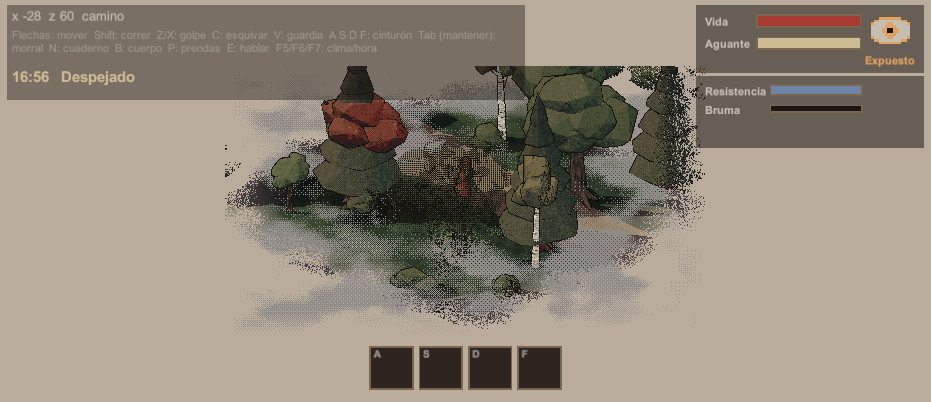 x -28 z 60 camino
Flechas: mover Shift: correr Z/X: golpe C: esquivar V: guardia A S D F: cinturón Tab (mantener):
morral N: cuaderno B: cuerpo P: prendas E: hablar F5/F6/F7: clima/hora
16:56 Despejado
Vida
Aguante
Expuesto
Resistencia
Bruma
A S D F